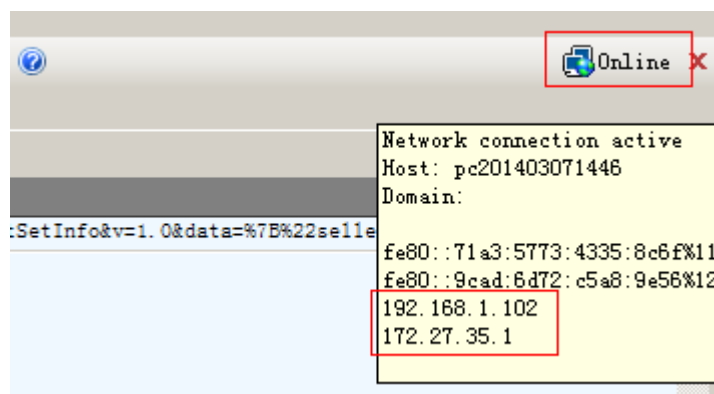 Online
Network connection active
Host: pc201403071446
Domain:
:SetInfo&v=1.0&data=%7B%22selle
fe80::71a3:5773:4335:8c6f%11
fe80::9cad:6d72:c5a8:9e56%12
192.168.1.102
172.27.35.1